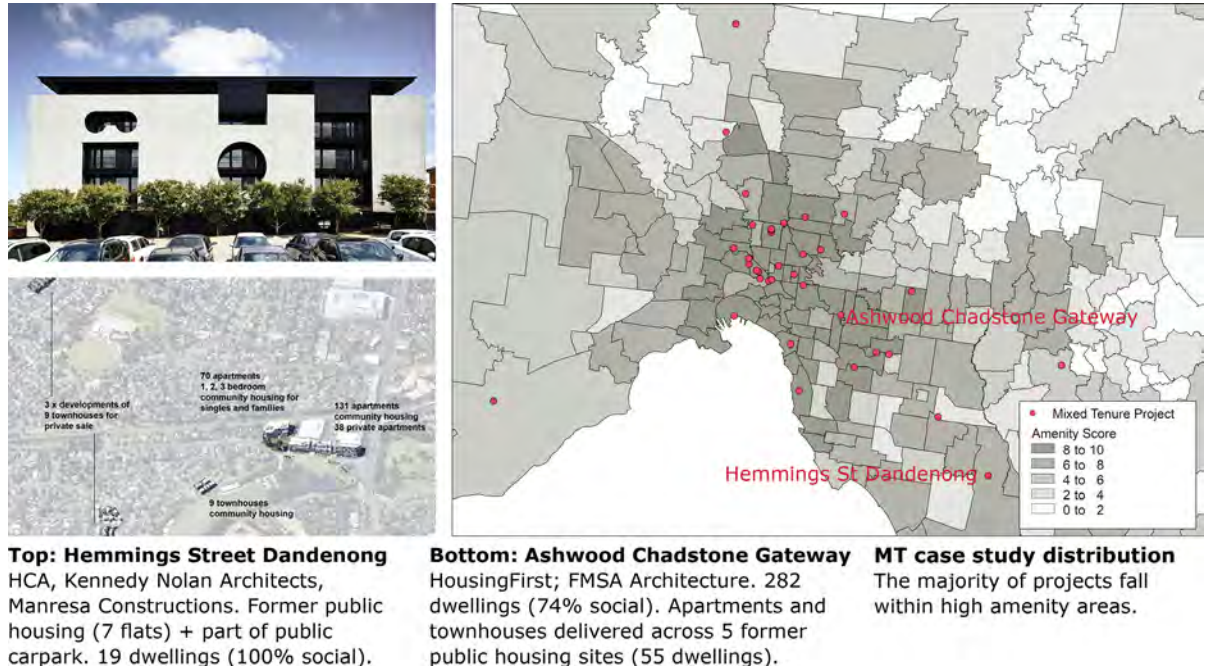 70 apartments
1, 2, 3 bedroom
community housing for
singles and families
3 x developments of
9 townhouses for
private sale
131 apartments
community housing
38 private apartments
9 townhouses
community housing
Ashwood Chadstone Gateway
Hemmings St Dandenong
Mixed Tenure Project
Amenity Score
8 to 10
6 to 8
4 to 6
2 to 4
0 to 2
Top: Hemmings Street Dandenong
HCA, Kennedy Nolan Architects,
Manresa Constructions. Former public
housing (7 flats) + part of public
carpark. 19 dwellings (100% social).
Bottom: Ashwood Chadstone Gateway
HousingFirst; FMSA Architecture. 282
dwellings (74% social). Apartments and
townhouses delivered across 5 former
public housing sites (55 dwellings).
MT case study distribution
The majority of projects fall
within high amenity areas.